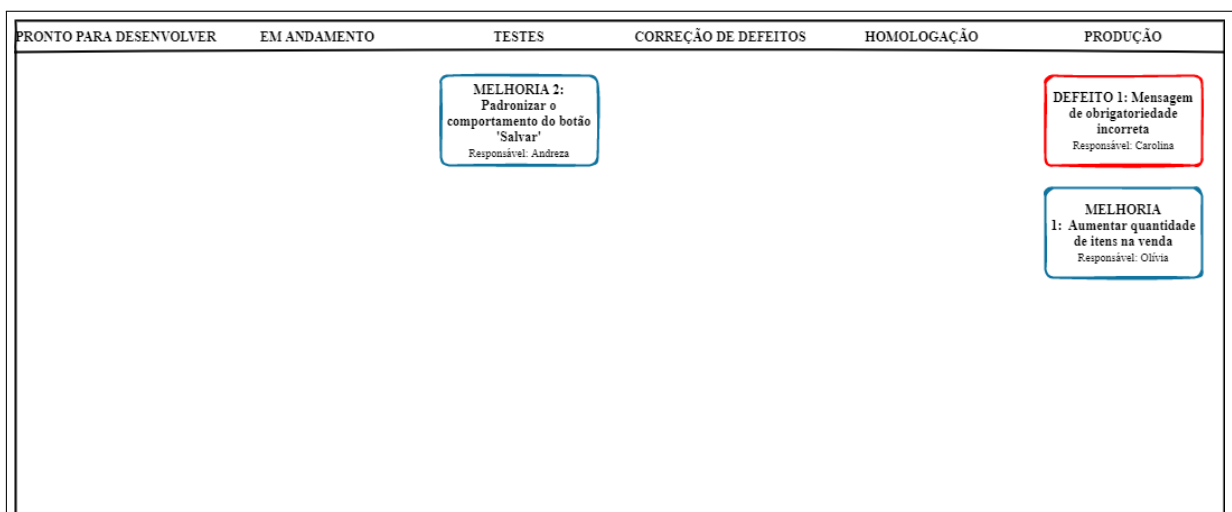 PRONTO PARA DESENVOLVER EM ANDAMENTO TESTES CORREÇÃO DE DEFEITOS HOMOLOGAÇÃO PRODUÇÃO
MELHORIA 2:
Padronizar o
comportamento do botão
'Salvar'
Responsável: Andreza
DEFEITO 1: Mensagem
de obrigatoriedade
incorreta
Responsável: Carolina
MELHORIA
1: Aumentar quantidade
de itens na venda
Responsável: Olívia